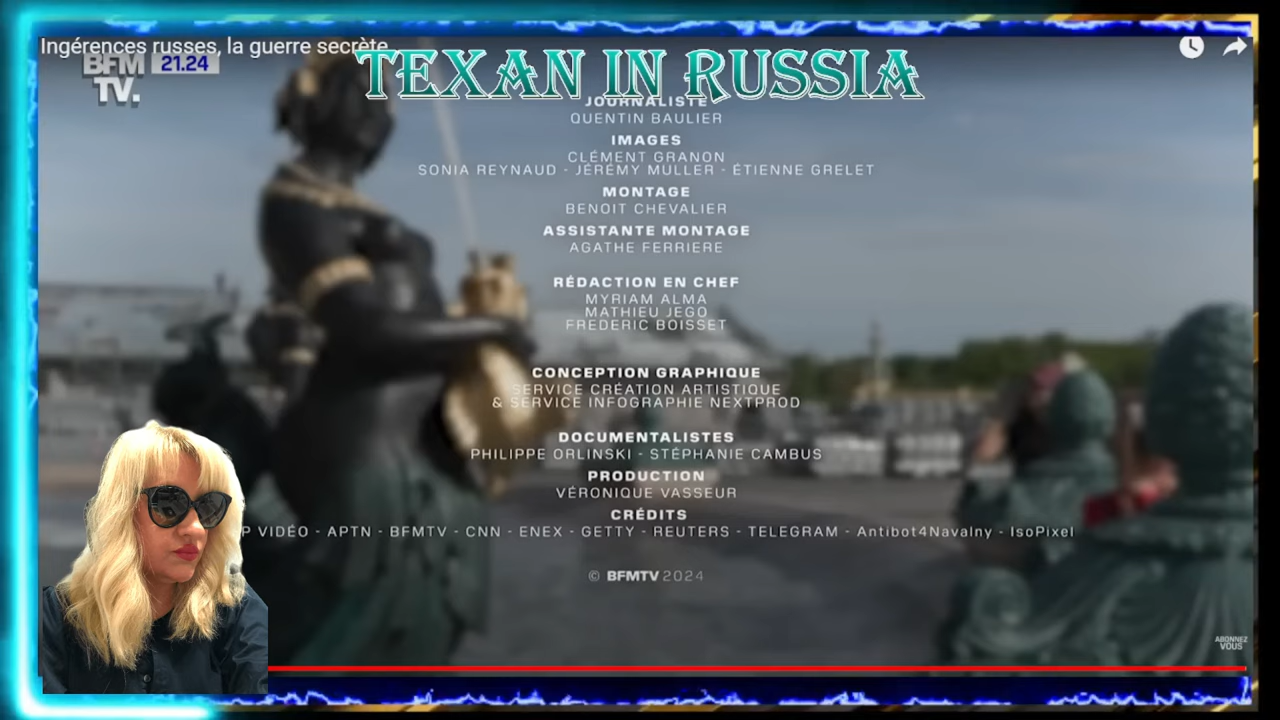 Ingérences russes, la guerre secrète
BFM 21.24
TV.
TEXAN IN RUSSIA
JOURNALISTE
QUENTIN BAULIER
IMAGES
CLÉMENT GRANON
SONIA REYNAUD - JÉRÉMY MULLER - ÉTIENNE GRELET
MONTAGE
BENOIT CHEVALIER
ASSISTANTE MONTAGE
AGATHE FERRIERE
RÉDACTION EN CHEF
MYRIAM ALMA
MATHIEU JEGO
FREDERIC BOISSET
CONCEPTION GRAPHIQUE
SERVICE CRÉATION ARTISTIQUE
& SERVICE INFOGRAPHIE NEXTPROD
DOCUMENTALISTES
PHILIPPE ORLINSKI - STÉPHANIE CAMBUS
PRODUCTION
VÉRONIQUE VASSEUR
CRÉDITS
P VIDÉO - APTN - BFMTV - CNN - ENEX - GETTY - REUTERS - TELEGRAM - Antibot4Navalny - IsoPixel
© BFMTV 2024
ABONNEZ
VOUS